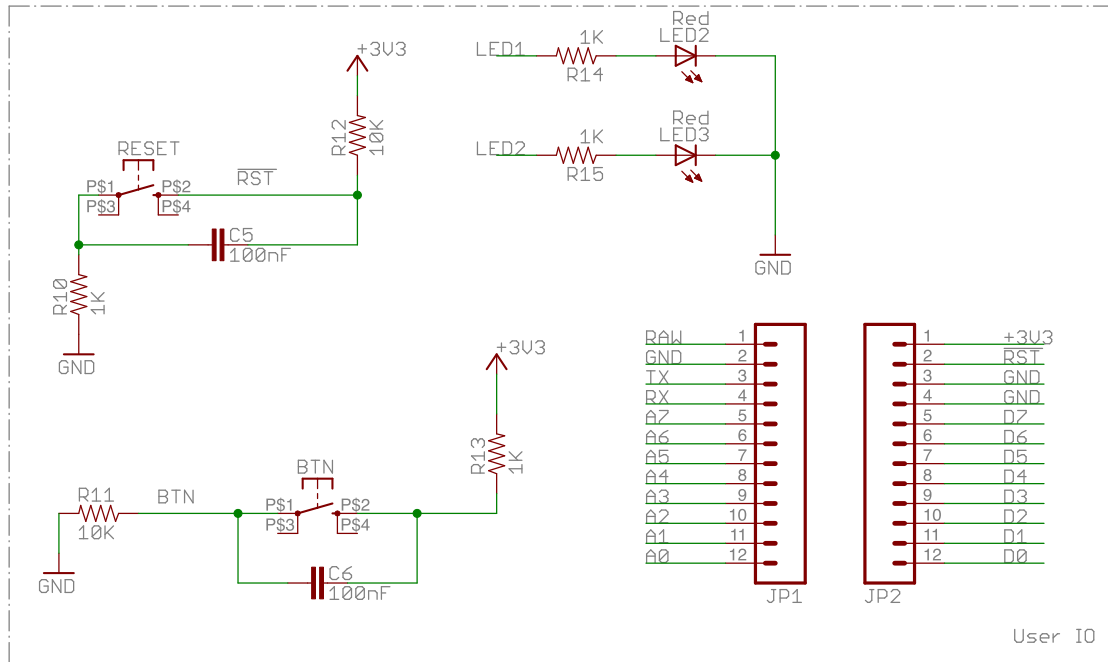 +3V3
R12
10K
RESET
P$1
P$2
P$3
P$4
RST
C5
100nF
R10
1K
GND
LED1
1K
R14
Red
LED2
LED2
1K
R15
Red
LED3
GND
+3V3
R13
1K
R11
10K
BTN
BTN
P$1
P$2
P$3
P$4
C6
100nF
GND
RAW 1
GND 2
TX 3
RX 4
A7 5
A6 6
A5 7
A4 8
A3 9
A2 10
A1 11
A0 12
JP1
1 +3V3
2 RST
3 GND
4 GND
5 D7
6 D6
7 D5
8 D4
9 D3
10 D2
11 D1
12 D0
JP2
User IO